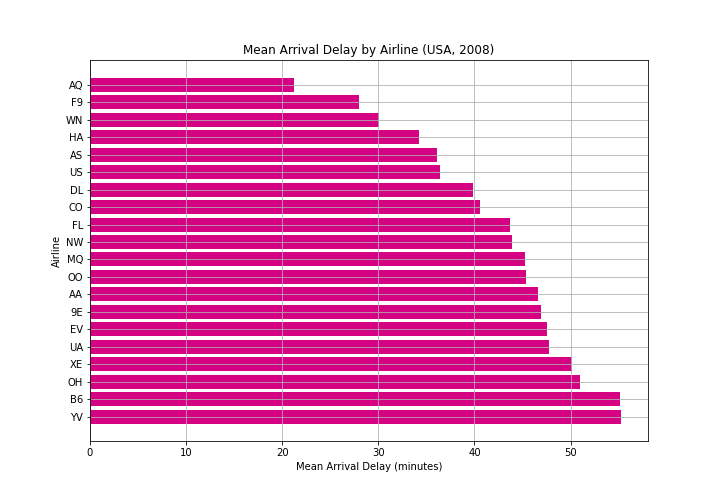 Mean Arrival Delay by Airline (USA, 2008)
Airline
AQ
F9
WN
HA
AS
US
DL
CO
FL
NW
MQ
OO
AA
9E
EV
UA
XE
OH
B6
YV
0 10 20 30 40 50
Mean Arrival Delay (minutes)